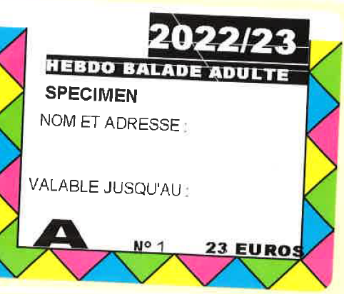 2022/23
HEBDO BALADE ADULTE
SPECIMEN
NOM ET ADRESSE :
VALABLE JUSQU'AU :
A N° 1 23 EUROS